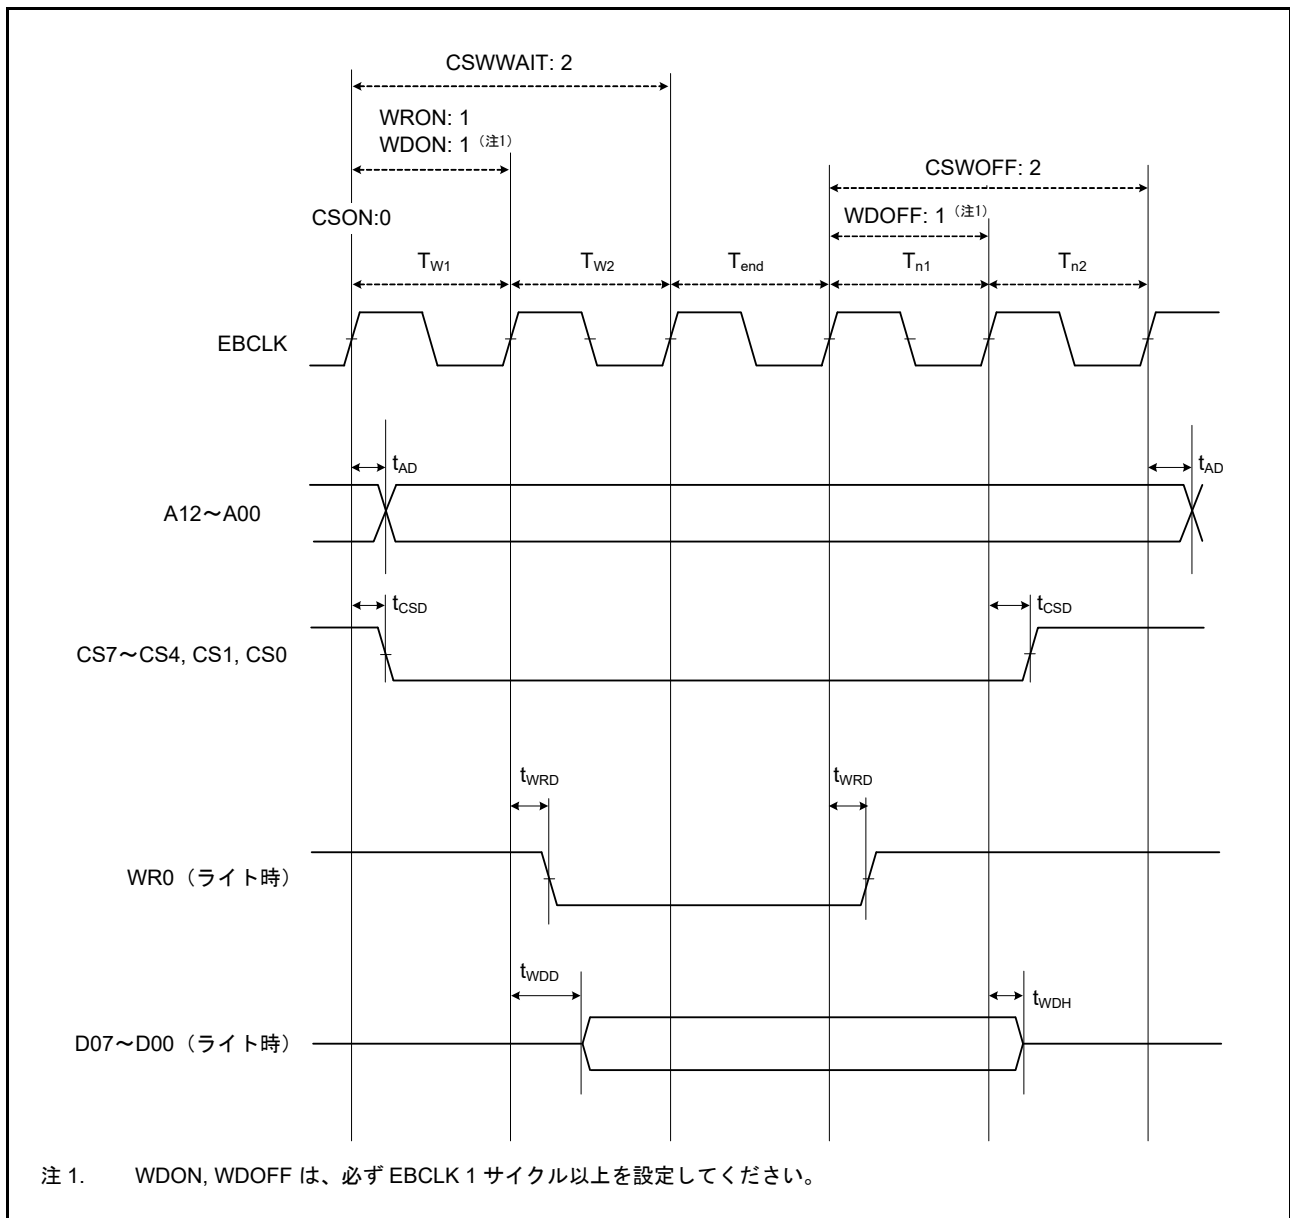 CSWWAIT: 2
WRON: 1
WDON: 1 (注1)
CSWOFF: 2
CSON:0
WDOFF: 1 (注1)
TW1 TW2 Tend Tn1 Tn2
EBCLK
tAD tAD
A12～A00
tCSD tCSD
CS7～CS4, CS1, CS0
tWRD tWRD
WR0（ライト時）
tWDD tWDH
D07～D00（ライト時）
注 1. WDON, WDOFF は、必ず EBCLK 1 サイクル以上を設定してください。